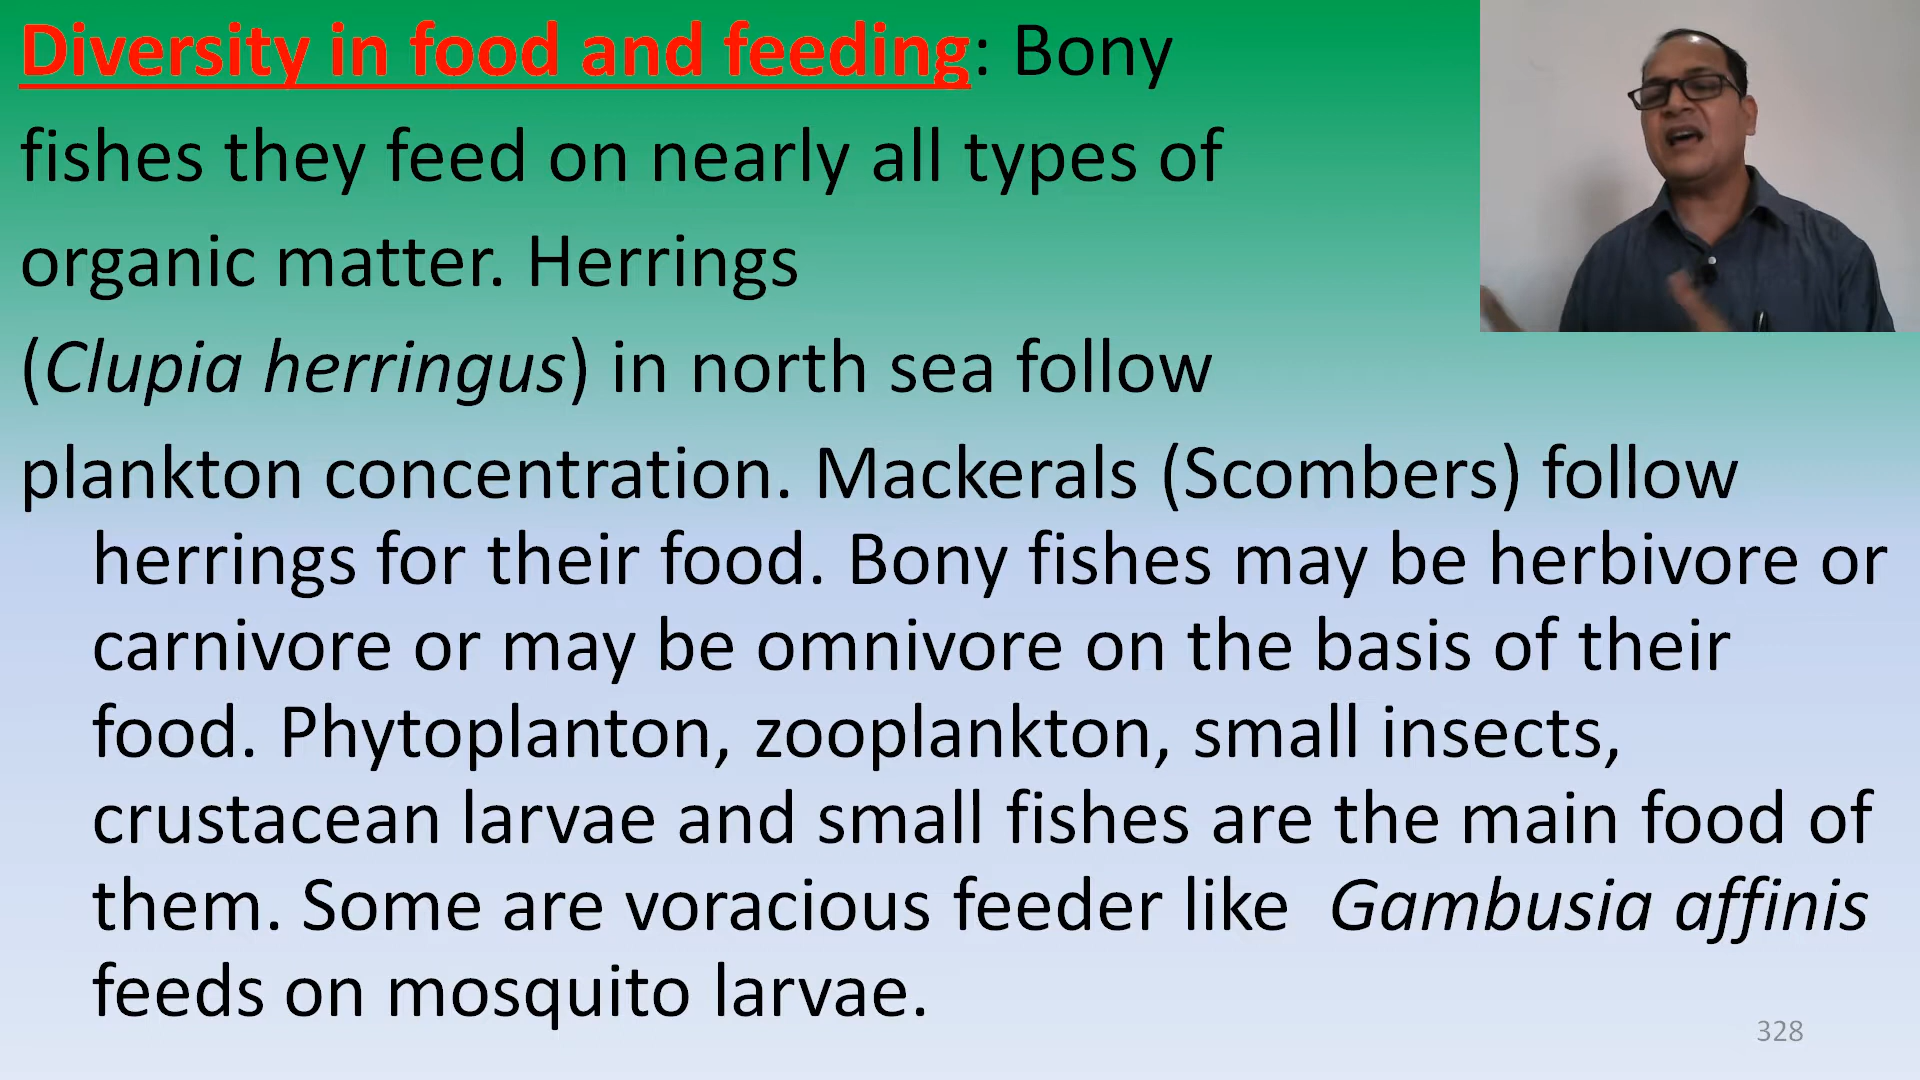 Diversity in food and feeding: Bony
fishes they feed on nearly all types of
organic matter. Herrings
(Clupia herringus) in north sea follow
plankton concentration. Mackerals (Scombers) follow
herrings for their food. Bony fishes may be herbivore or
carnivore or may be omnivore on the basis of their
food. Phytoplanton, zooplankton, small insects,
crustacean larvae and small fishes are the main food of
them. Some are voracious feeder like Gambusia affinis
feeds on mosquito larvae.
328